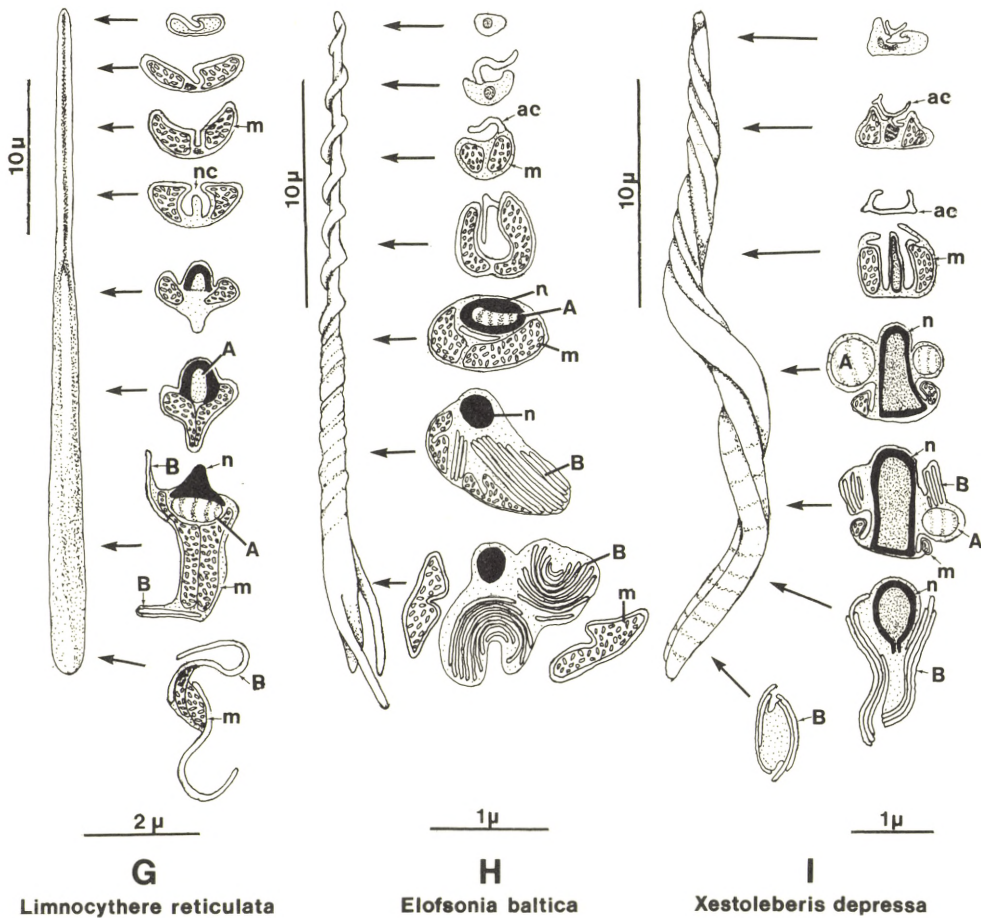 10μ
m
nc
A
B
n
A
B
m
B
m
2 μ
G
Limnocythere reticulata
10μ
ac
m
n
A
m
n
B
B
m
1μ
H
Elofsonia baltica
10μ
ac
ac
m
n
A
B
A
m
n
B
B
1μ
I
Xestoleberis depressa